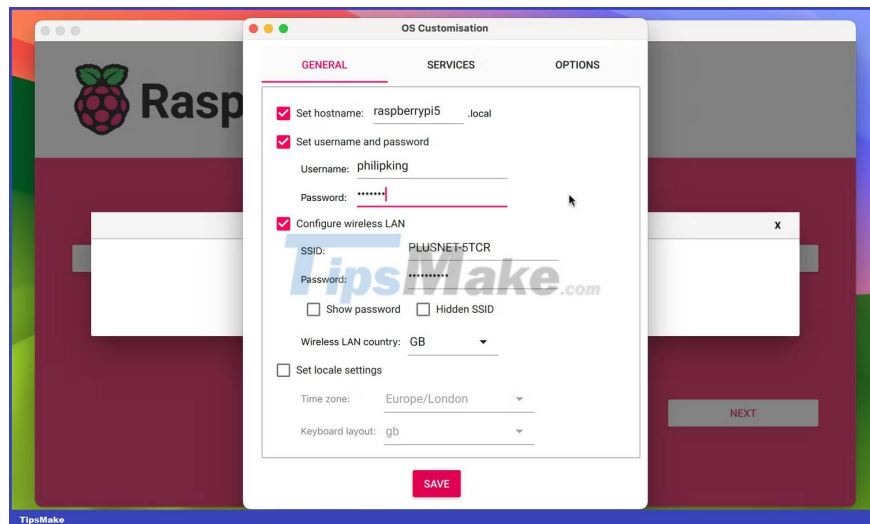 OS Customisation
Rasp
GENERAL SERVICES OPTIONS
Set hostname: raspberrypi5 .local
Set username and password
Username: philipking
Password: •••••••
X
Configure wireless LAN
SSID: PLUSNET-5TCR
Password: ••••••••••
TipsMake.com
Show password Hidden SSID
Wireless LAN country: GB
Set locale settings
Time zone: Europe/London
NEXT
Keyboard layout: gb
SAVE
TipsMake